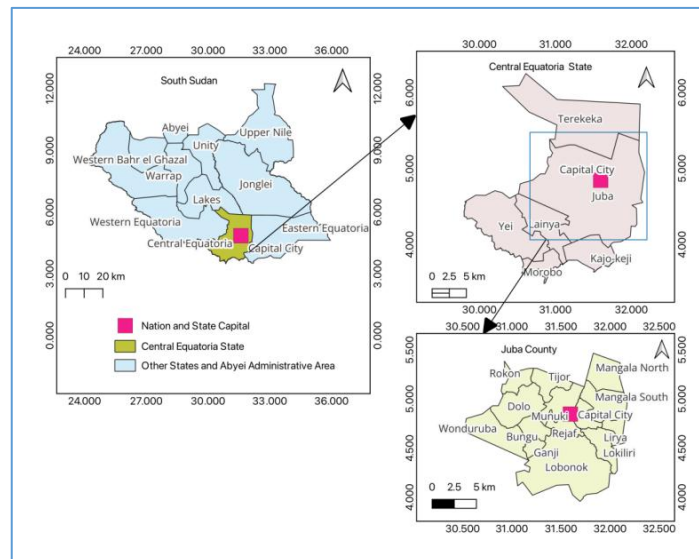 24.000 27.000 30.000 33.000 36.000
South Sudan
12.000 9.000 6.000 3.000 0.000
12.000 9.000 6.000 3.000 0.000
Abyei
Upper Nile
Unity
Western Bahr el Ghazal
Warrap
Jonglei
Lakes
Western Equatoria
Eastern Equatoria
Central Equatoria
Capital City
0 10 20 km
Nation and State Capital
Central Equatoria State
Other States and Abyei Administrative Area
24.000 27.000 30.000 33.000 36.000
30.000 31.000 32.000
Central Equatoria State
6.000 5.000 4.000
6.000 5.000 4.000
Terekeka
Capital City
Juba
Yei
Lainya
Kajo-keji
Morobo
0 2.5 5 km
30.000 31.000 32.000
30.500 31.000 31.500 32.000 32.500
Juba County
5.500 5.000 4.500 4.000
5.500 5.000 4.500 4.000
Rokon
Tijor
Mangala North
Mangala South
Dolo
Munuki
Capital City
Wonduruba
Bungu
Rejaf
Lirya
Ganji
Lokiliri
Lobonok
0 2.5 5 km
30.500 31.000 31.500 32.000 32.500